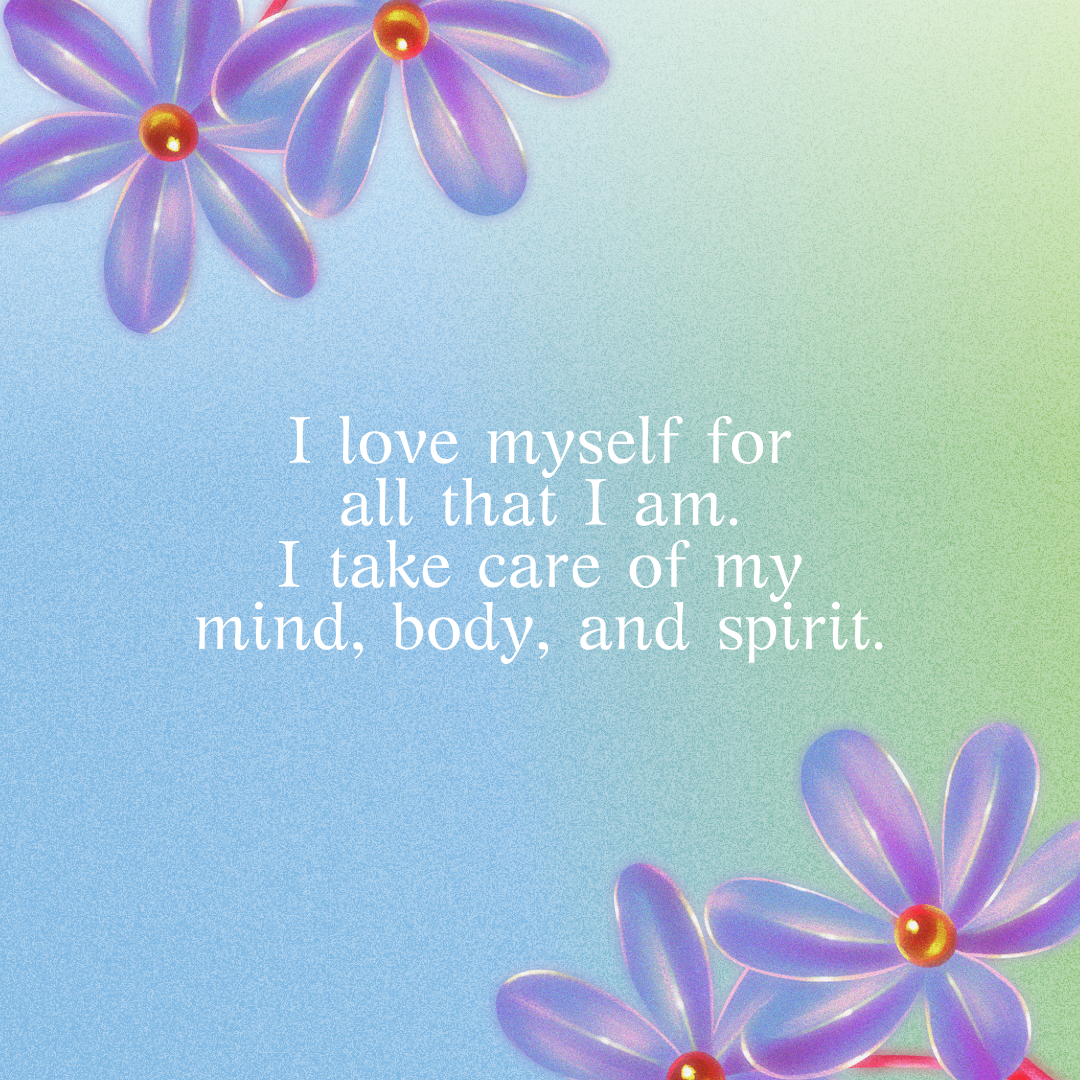 I love myself for
all that I am.
I take care of my
mind, body, and spirit.